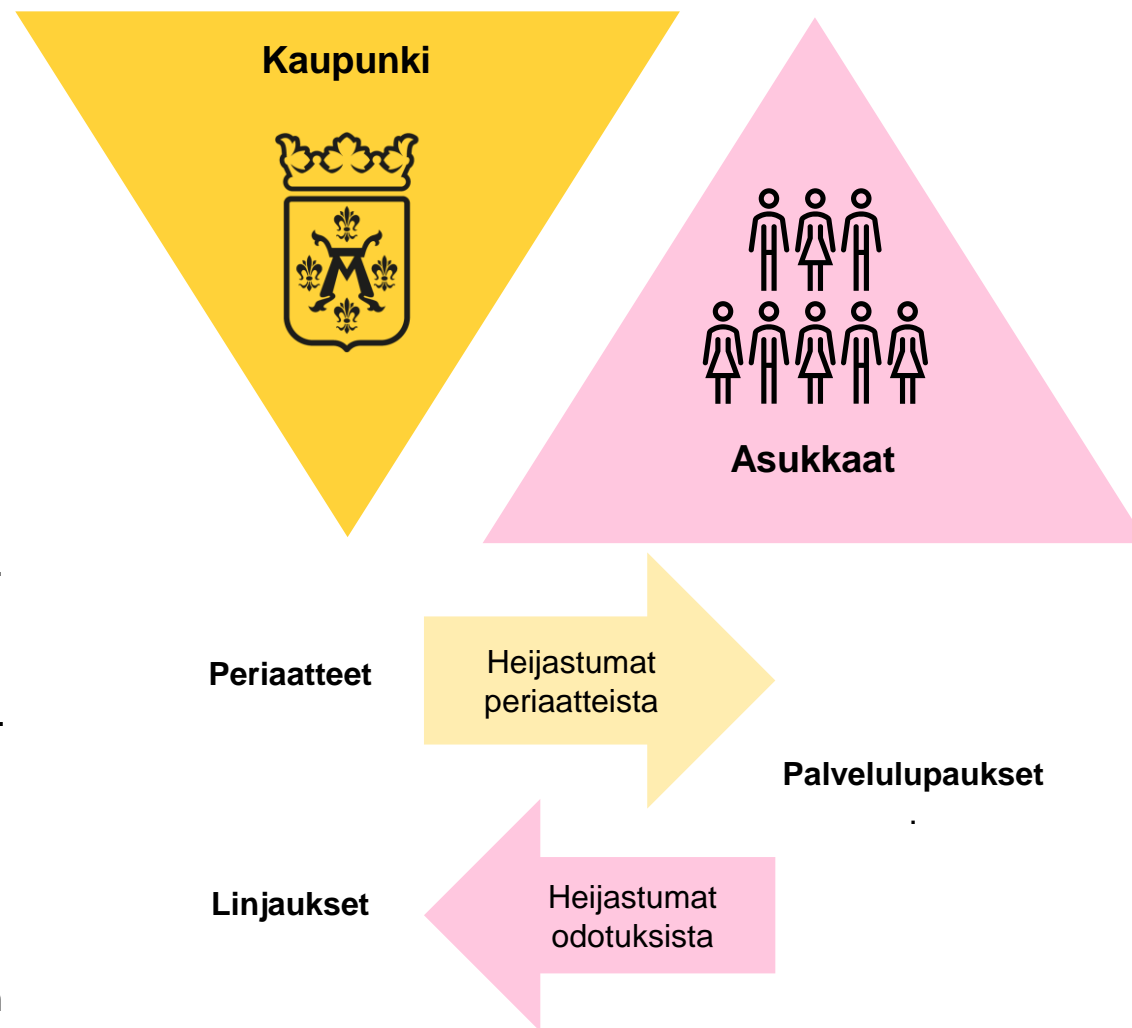 Kaupunki
Asukkaat
Periaatteet
Heijastumat
periaatteista
Palvelulupaukset
.
Linjaukset
Heijastumat
odotuksista